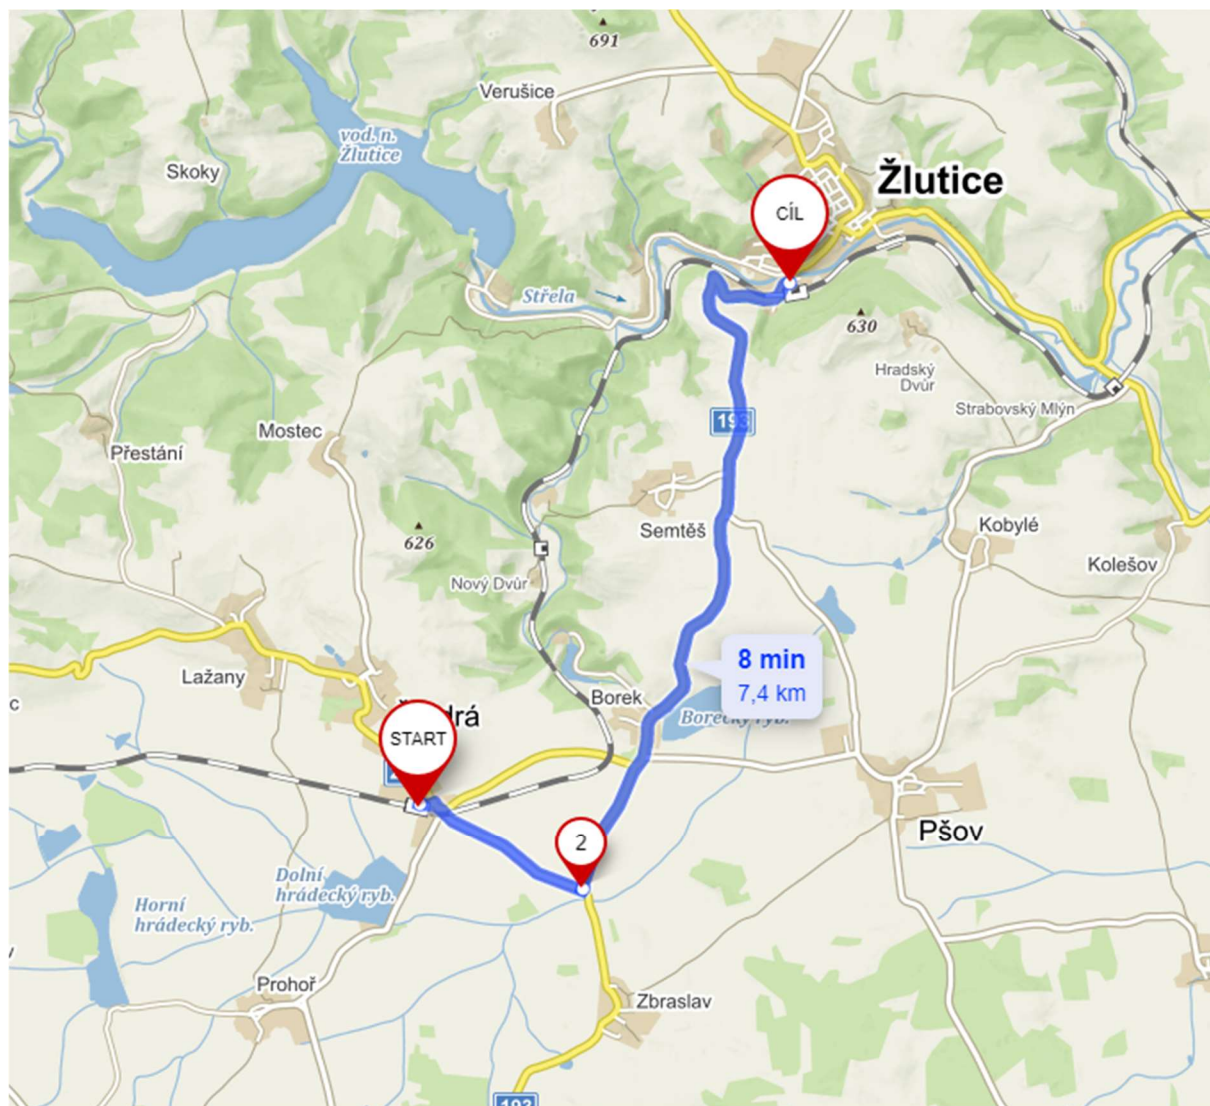 691
Verušice
vod. n.
Žlutice
Skoky
Žlutice
CÍL
Střela
630
Hradský
Dvůr
Strabovský Mlýn
193
Mostec
Přestání
626
Semtěš
Kobylé
Kolešov
Nový Dvůr
8 min
7,4 km
Lažany
Borek
Borecký ryb.
START
2
Pšov
Dolní
hrádecký ryb.
Horní
hrádecký ryb.
Prohoř
Zbraslav
193